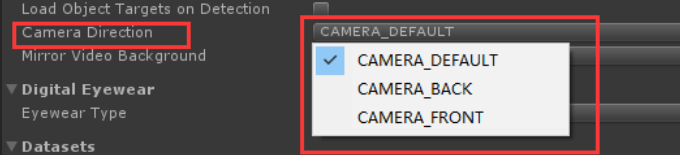 Load Object Targets on Detection
Camera Direction CAMERA_DEFAULT
CAMERA_DEFAULT
Mirror Video Background
CAMERA_BACK
Digital Eyewear
Eyewear Type CAMERA_FRONT
Datasets